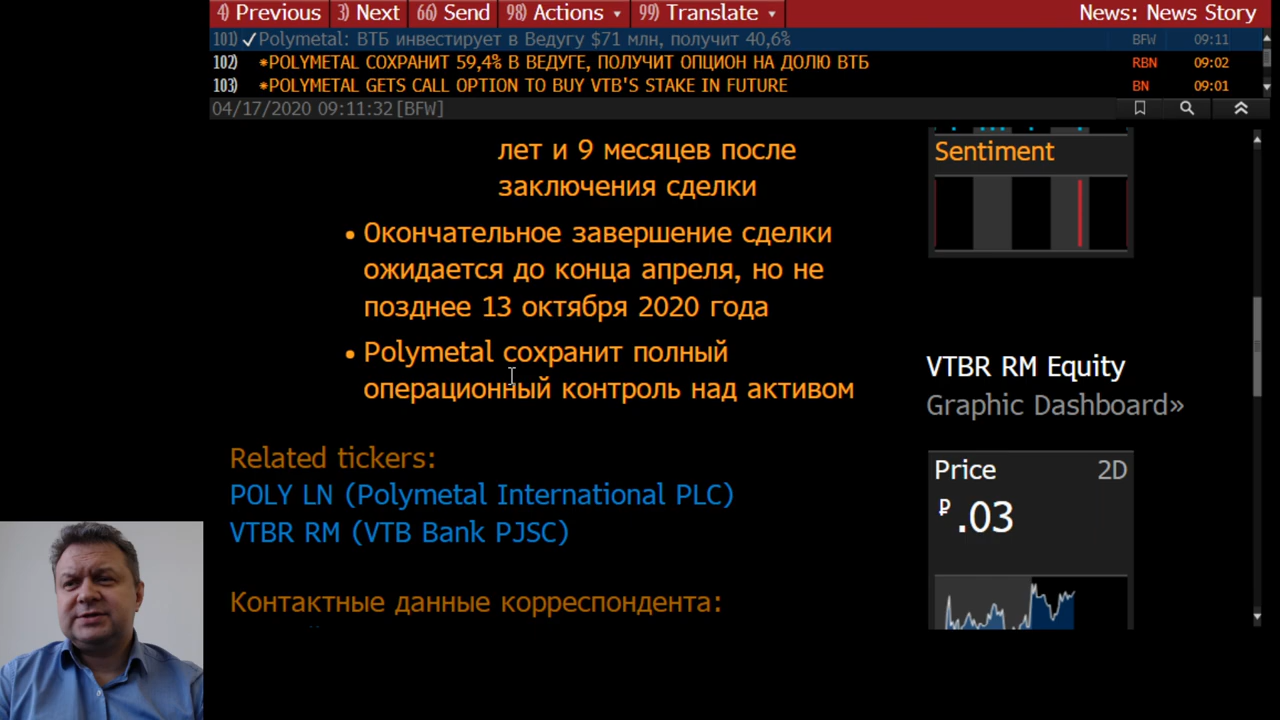 4) Previous 3) Next 66) Send 98) Actions 99) Translate News: News Story
101) Polymetal: ВТБ инвестирует в Ведугу $71 млн, получит 40,6% BFW 09:11
102) *POLYMETAL СОХРАНИТ 59,4% В ВЕДУГЕ, ПОЛУЧИТ ОПЦИОН НА ДОЛЮ ВТБ RBN 09:02
103) *POLYMETAL GETS CALL OPTION TO BUY VTB'S STAKE IN FUTURE BN 09:01
04/17/2020 09:11:32 [BFW]
лет и 9 месяцев после
заключения сделки
• Окончательное завершение сделки
ожидается до конца апреля, но не
позднее 13 октября 2020 года
• Polymetal сохранит полный
операционный контроль над активом
Related tickers:
POLY LN (Polymetal International PLC)
VTBR RM (VTB Bank PJSC)
Контактные данные корреспондента:
Sentiment
VTBR RM Equity
Graphic Dashboard»
Price 2D
₽ .03